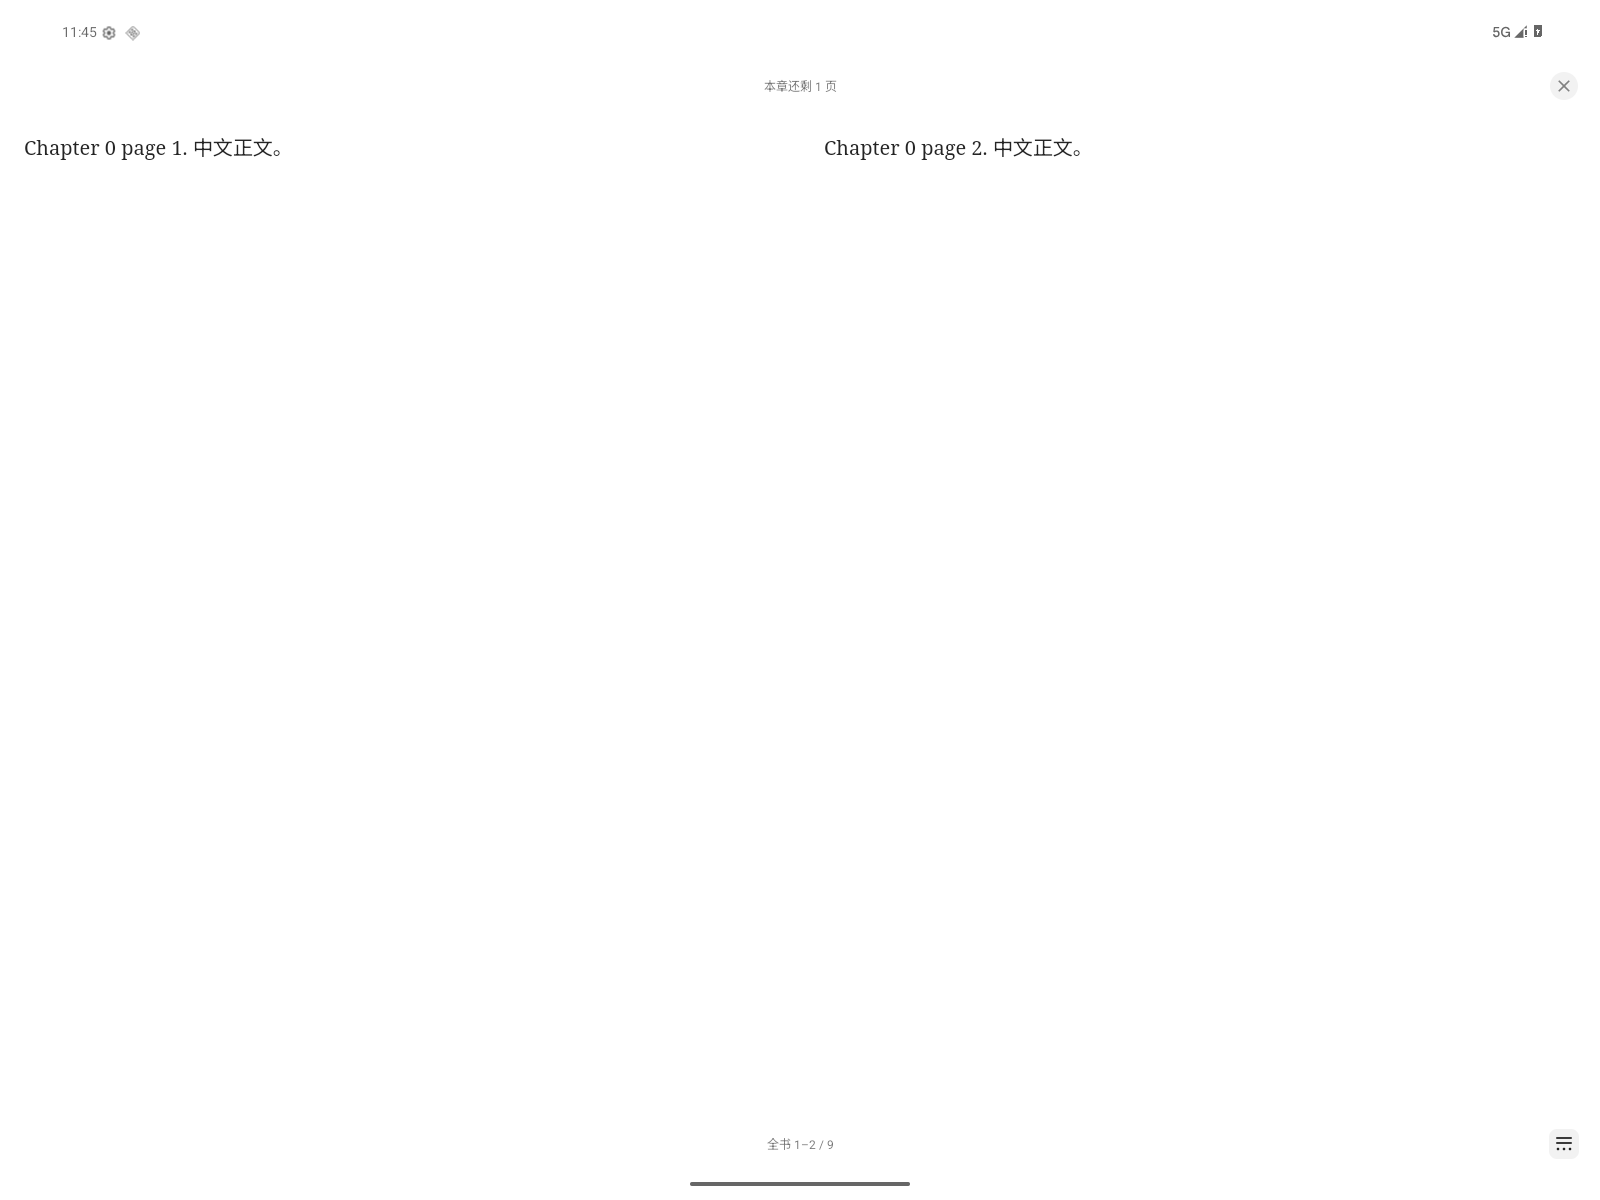 11:45
5G
本章还剩 1 页
Chapter 0 page 1. 中文正文。
Chapter 0 page 2. 中文正文。
全书 1–2 / 9